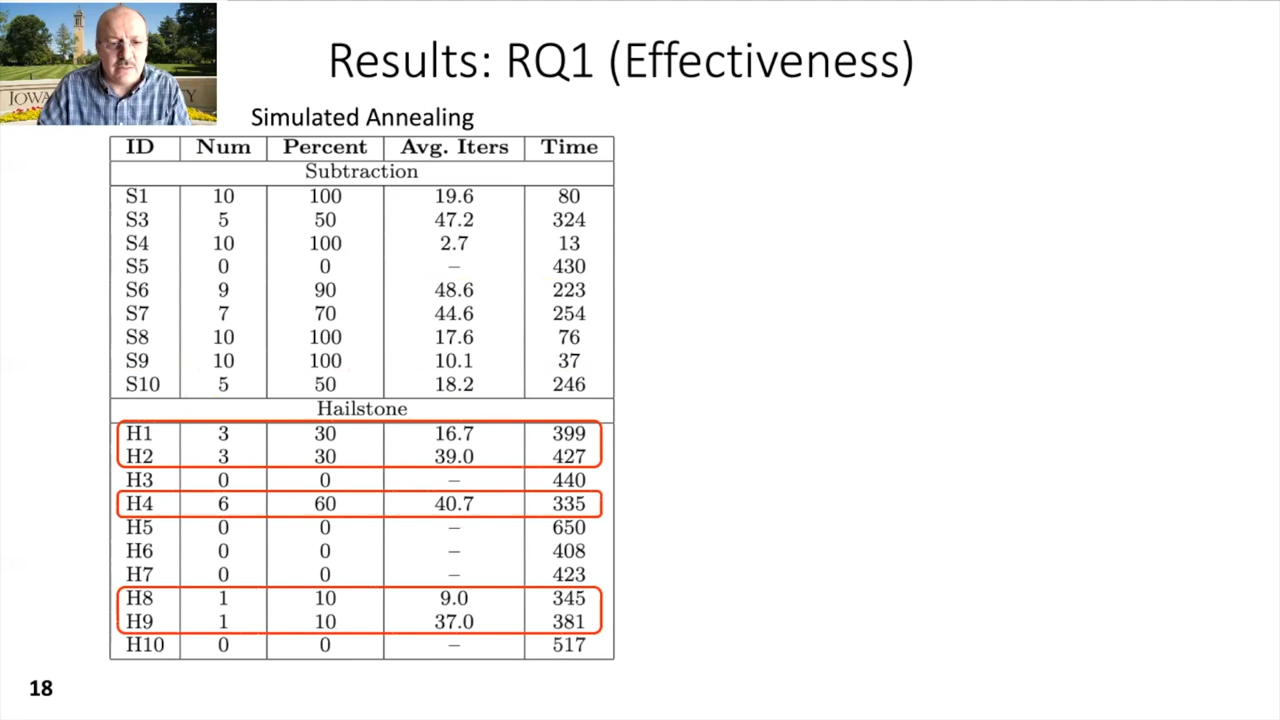 Results: RQ1 (Effectiveness)
IOWA
Simulated Annealing
ID Num Percent Avg. Iters Time
Subtraction
S1 10 100 19.6 80
S3 5 50 47.2 324
S4 10 100 2.7 13
S5 0 0 – 430
S6 9 90 48.6 223
S7 7 70 44.6 254
S8 10 100 17.6 76
S9 10 100 10.1 37
S10 5 50 18.2 246
Hailstone
H1 3 30 16.7 399
H2 3 30 39.0 427
H3 0 0 – 440
H4 6 60 40.7 335
H5 0 0 – 650
H6 0 0 – 408
H7 0 0 – 423
H8 1 10 9.0 345
H9 1 10 37.0 381
H10 0 0 – 517
18